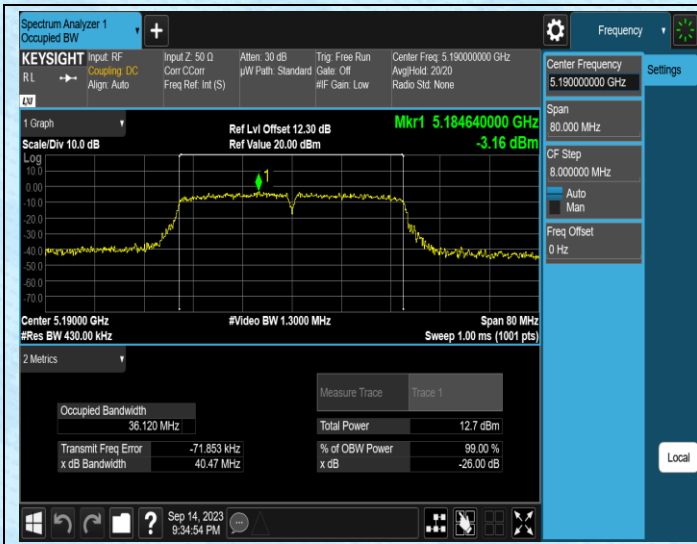 Spectrum Analyzer 1
Occupied BW
+
Frequency
KEYSIGHT
R L
LXI
Input: RF
Coupling: DC
Align: Auto
Input Z: 50 Ω
Corr CCorr
Freq Ref: Int (S)
Atten: 30 dB
µW Path: Standard
Trig: Free Run
Gate: Off
#IF Gain: Low
Center Freq: 5.190000000 GHz
Avg|Hold: 20/20
Radio Std: None
Center Frequency
5.190000000 GHz
Settings
Span
80.000 MHz
CF Step
8.000000 MHz
Auto
Man
Freq Offset
0 Hz
Local
1 Graph
Scale/Div 10.0 dB
Ref Lvl Offset 12.30 dB
Ref Value 20.00 dBm
Mkr1 5.184640000 GHz
-3.16 dBm
Log
10.0
0.00
-10.0
-20.0
-30.0
-40.0
-50.0
-60.0
-70.0
1
Center 5.19000 GHz
#Res BW 430.00 kHz
#Video BW 1.3000 MHz
Span 80 MHz
Sweep 1.00 ms (1001 pts)
2 Metrics
Measure Trace
Trace 1
Occupied Bandwidth
36.120 MHz
Total Power
12.7 dBm
Transmit Freq Error
-71.853 kHz
% of OBW Power
99.00 %
x dB Bandwidth
40.47 MHz
x dB
-26.00 dB
?
Sep 14, 2023
9:34:54 PM